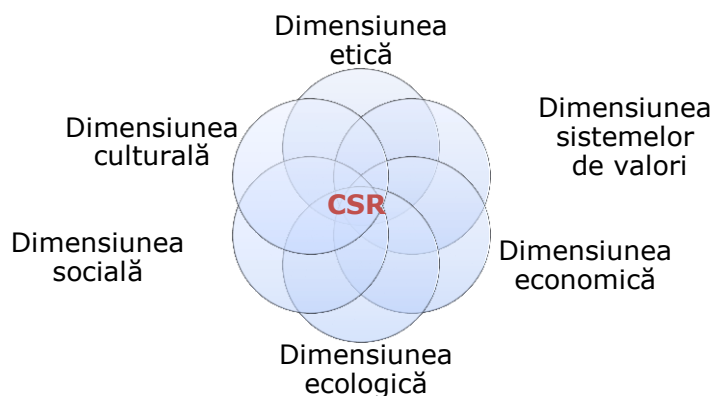 Dimensiunea
etică
Dimensiunea
sistemelor
de valori
Dimensiunea
culturală
CSR
Dimensiunea
socială
Dimensiunea
economică
Dimensiunea
ecologică